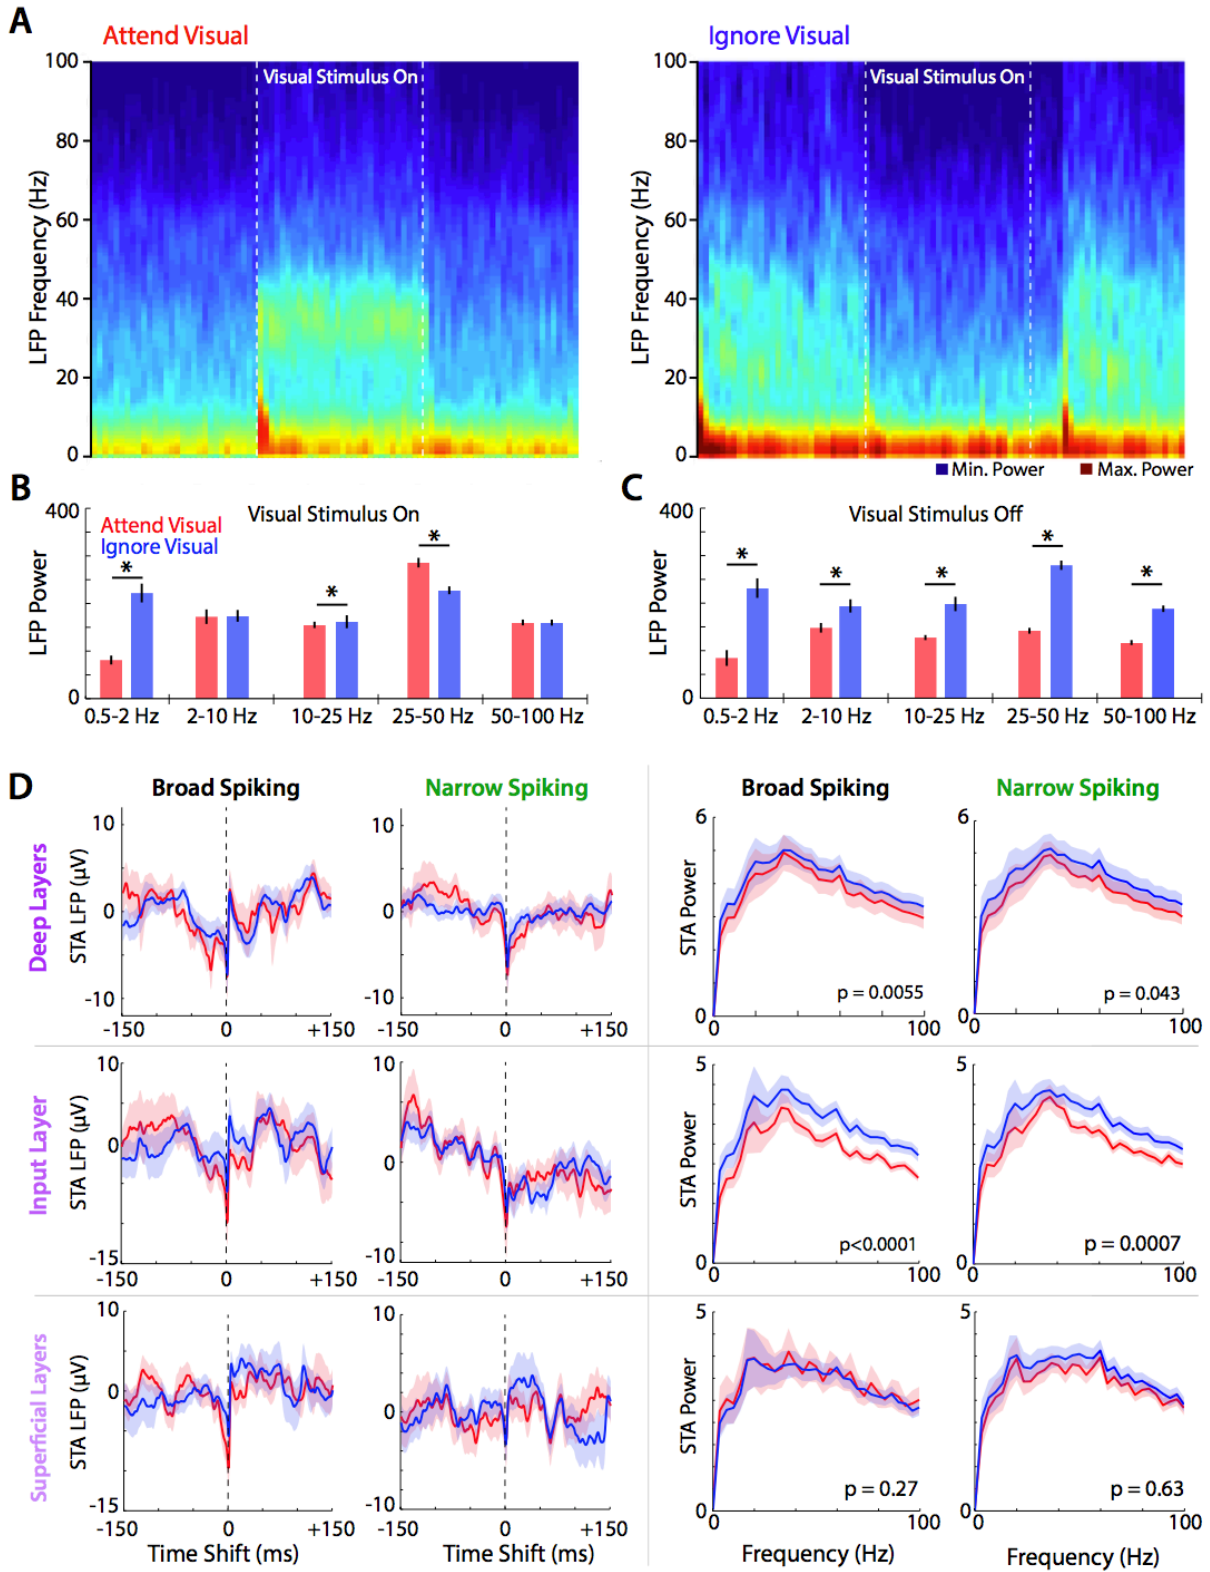 A
Attend Visual
Ignore Visual
LFP Frequency (Hz)
100
80
60
40
20
0
Visual Stimulus On
LFP Frequency (Hz)
100
80
60
40
20
0
Visual Stimulus On
Min. Power
Max. Power
B
LFP Power
400
0
Visual Stimulus On
Attend Visual
Ignore Visual
*
*
*
0.5-2 Hz
2-10 Hz
10-25 Hz
25-50 Hz
50-100 Hz
C
LFP Power
400
0
Visual Stimulus Off
*
*
*
*
*
0.5-2 Hz
2-10 Hz
10-25 Hz
25-50 Hz
50-100 Hz
D
Broad Spiking
Narrow Spiking
Broad Spiking
Narrow Spiking
Deep Layers
STA LFP (µV)
10
0
-10
-150
0
+150
10
0
-10
-150
0
+150
STA Power
6
0
p = 0.0055
0
100
6
0
p = 0.043
0
100
Input Layer
STA LFP (µV)
10
0
-15
-150
0
+150
10
0
-10
-150
0
+150
STA Power
5
0
p<0.0001
0
100
5
0
p = 0.0007
0
100
Superficial Layers
STA LFP (µV)
10
0
-15
-150
0
+150
Time Shift (ms)
10
0
-10
-150
0
+150
Time Shift (ms)
STA Power
5
0
p = 0.27
0
100
Frequency (Hz)
5
0
p = 0.63
0
100
Frequency (Hz)